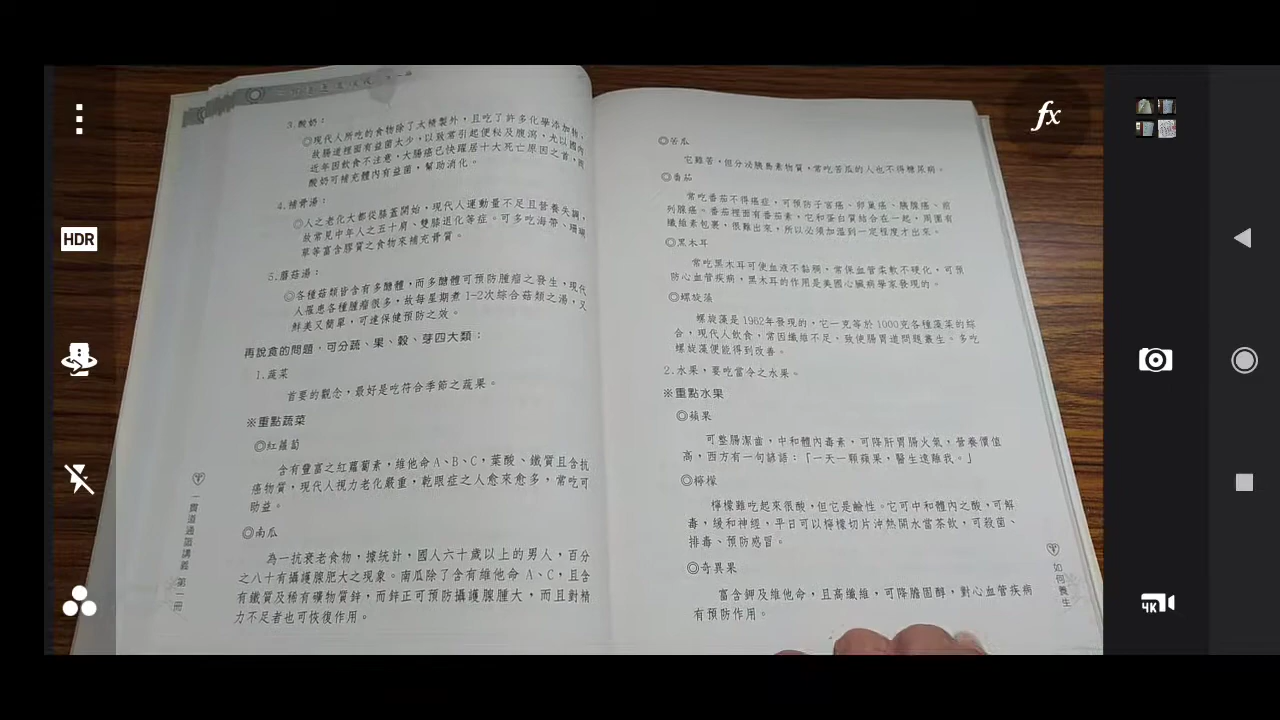 3.酸奶：
◎現代人所吃的食物除了太精製外，且吃了許多化學添加物，
故腸道裡面有益菌太少，以致常引起便秘及腹瀉，尤以國內
近年因飲食不注意，大腸癌已快躍居十大死亡原因之首，而
酸奶可補充體內有益菌，幫助消化。
4.補骨湯：
◎人之老化大都從膝蓋開始，現代人運動量不足且營養失調，
故常見中年人之五十肩、雙膝退化等症。可多吃海帶、珊瑚
草等富含膠質之食物來補充骨質。
5.蘑菇湯：
◎各種菇類皆含有多醣體，而多醣體可預防腫瘤之發生，現代
人罹患各種腫瘤很多，故每星期煮1-2次綜合菇類之湯，又
鮮美又簡單，可達保健預防之效。
再說食的問題，可分蔬、果、穀、芽四大類：
1.蔬菜
首要的觀念，最好是吃符合季節之蔬果。
※重點蔬菜
◎紅蘿蔔
含有豐富之紅蘿蔔素，維他命A、B、C，葉酸、鐵質且含抗
癌物質，現代人視力老化嚴重，乾眼症之人愈來愈多，常吃可
助益。
◎南瓜
為一抗衰老食物，據統計，國人六十歲以上的男人，百分
之八十有攝護腺肥大之現象。南瓜除了含有維他命A、C，且含
有鐵質及稀有礦物質鋅，而鋅正可預防攝護腺腫大，而且對精
力不足者也可恢復作用。
一貫道通識講義 第一冊
◎苦瓜
它雖苦，但分泌胰島素物質，常吃苦瓜的人也不得糖尿病。
◎番茄
常吃番茄不得癌症，可預防子宮癌、卵巢癌、胰腺癌、前
列腺癌。番茄裡面有番茄素，它和蛋白質結合在一起，周圍有
纖維素包裹，很難出來，所以必須加溫到一定程度才出來。
◎黑木耳
常吃黑木耳可使血液不黏稠，常保血管柔軟不硬化，可預
防心血管疾病，黑木耳的作用是美國心臟病學家發現的。
◎螺旋藻
螺旋藻是1962年發現的，它一克等於1000克各種藻菜的綜
合，現代人飲食，常因纖維不足，致使腸胃道問題叢生。多吃
螺旋藻便能得到改善。
2.水果，要吃當令之水果。
※重點水果
◎蘋果
可整腸潔齒，中和體內毒素，可降肝胃腸火氣，營養價值
高，西方有一句諺語：「一天一顆蘋果，醫生遠離我。」
◎檸檬
檸檬雖吃起來很酸，但它是鹼性。它可中和體內之酸，可解
毒，緩和神經，平日可以檸檬切片沖熱開水當茶飲，可殺菌、
排毒、預防感冒。
◎奇異果
富含鉀及維他命，且高纖維，可降膽固醇，對心血管疾病
有預防作用。
如何養生
HDR
fx
4K